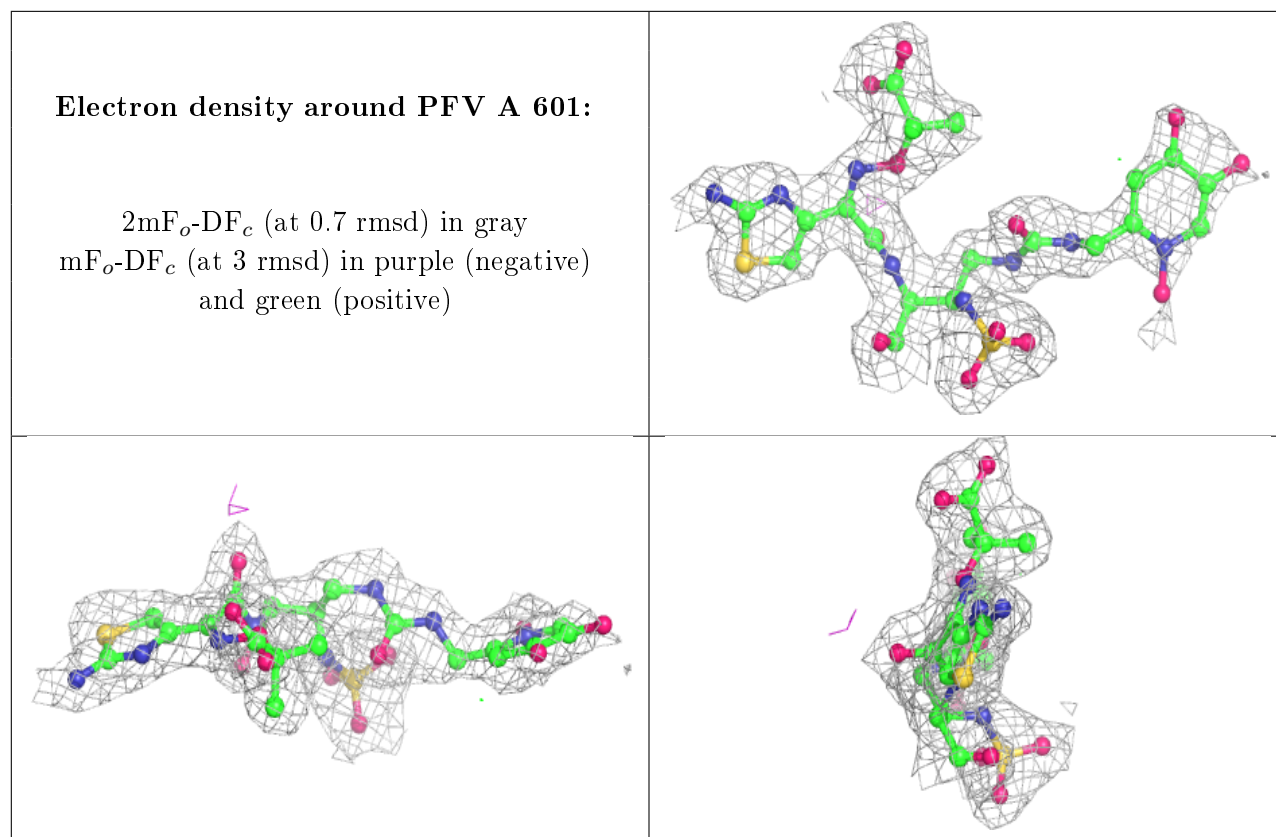 Electron density around PFV A 601:
2mFo-DFc (at 0.7 rmsd) in gray
mFo-DFc (at 3 rmsd) in purple (negative)
and green (positive)